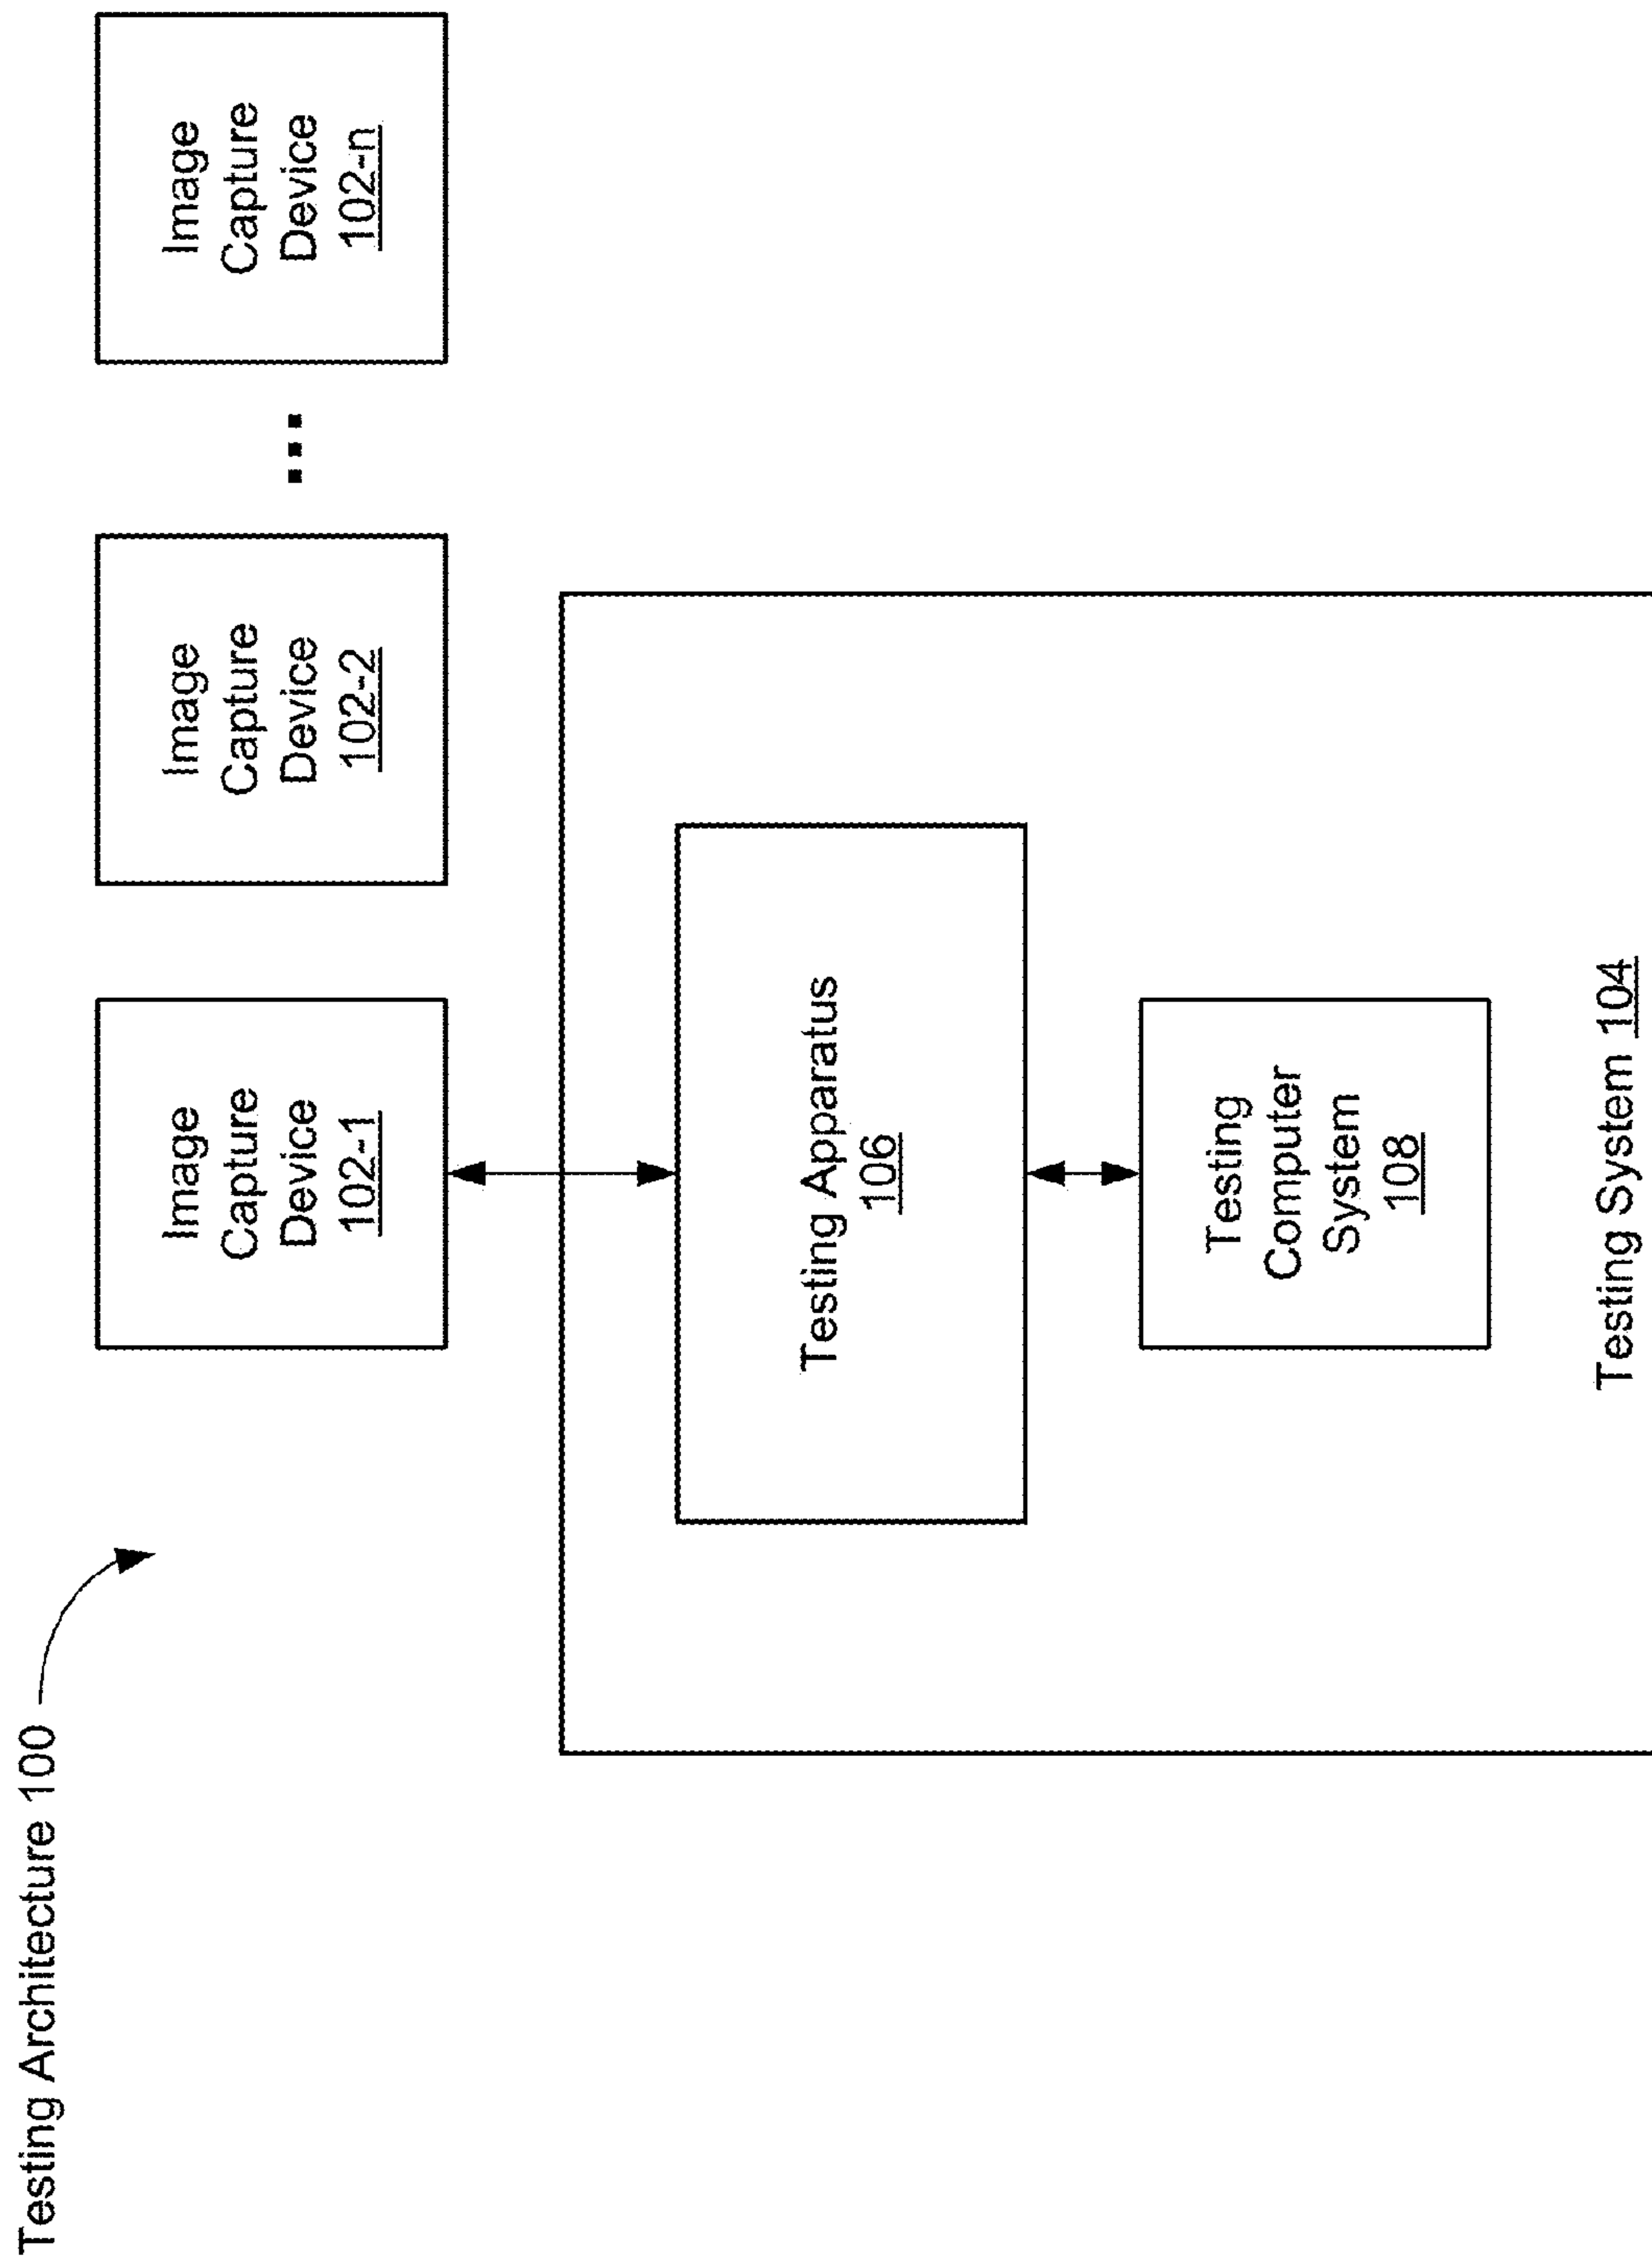 Testing Architecture 100
Image
Capture
Device
102-1
Image
Capture
Device
102-2
...
Image
Capture
Device
102-n
Testing Apparatus
106
Testing
Computer
System
108
Testing System 104